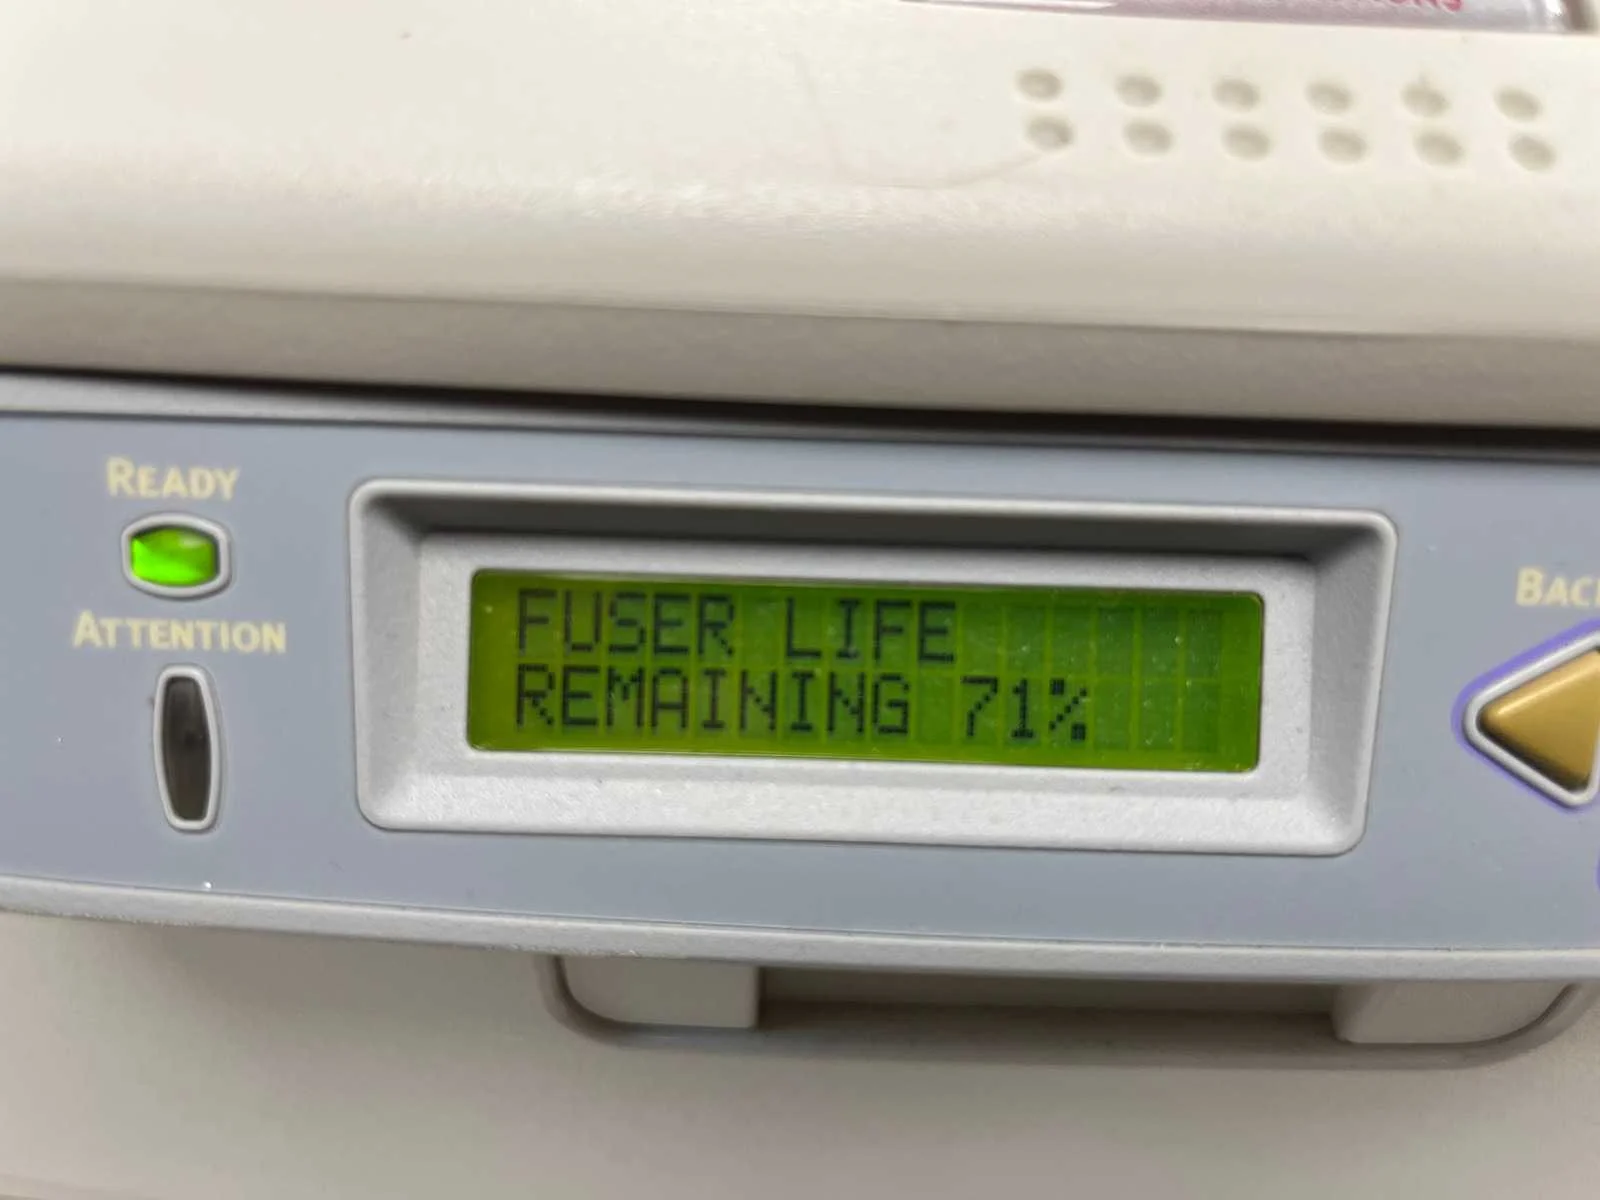 READY
ATTENTION
FUSER LIFE
REMAINING 71%